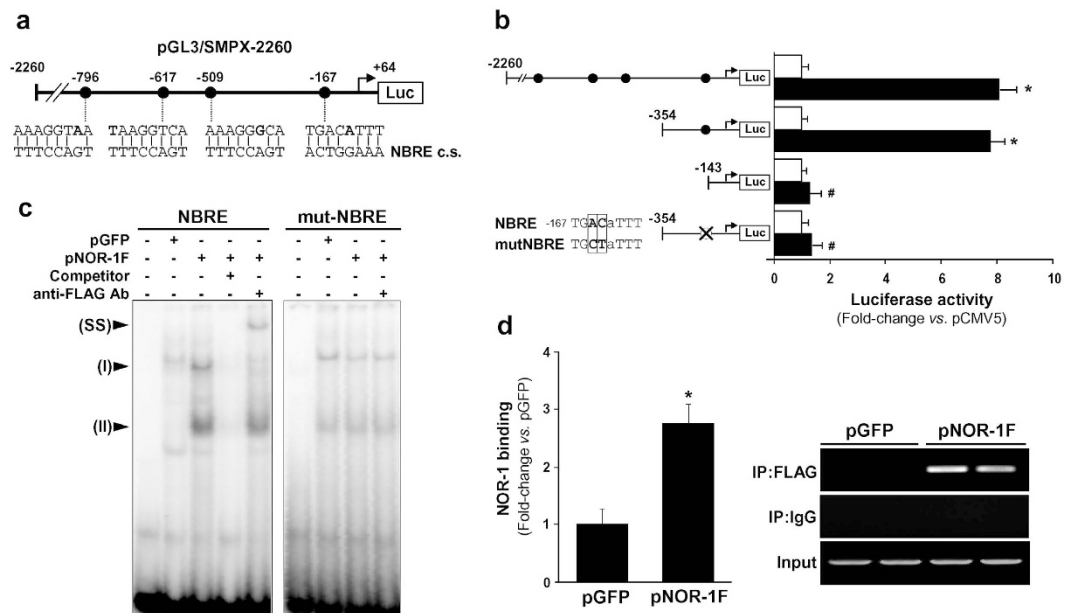 a
pGL3/SMPX-2260
-2260
-796
-617
-509
-167
+64
Luc
AAAGGTAA TAAGGTCA AAAGGGCA TGACATTT
TTTCCAGT TTTCCAGT TTTCCAGT ACTGGAAA NBRE c.s.
b
-2260
Luc
*
-354
Luc
*
-143
Luc
#
NBRE -167 TGACaTTT
mutNBRE TGCTaTTT
-354
Luc
#
0 2 4 6 8 10
Luciferase activity
(Fold-change vs. pCMV5)
c
NBRE mut-NBRE
pGFP - + - - - - + - -
pNOR-1F - - + + + - - + +
Competitor - - - + - - - - -
anti-FLAG Ab - - - - + - - - +
(SS)
(I)
(II)
d
NOR-1 binding
(Fold-change vs. pGFP)
4
3
2
1
0
*
pGFP pNOR-1F
pGFP pNOR-1F
IP:FLAG
IP:IgG
Input